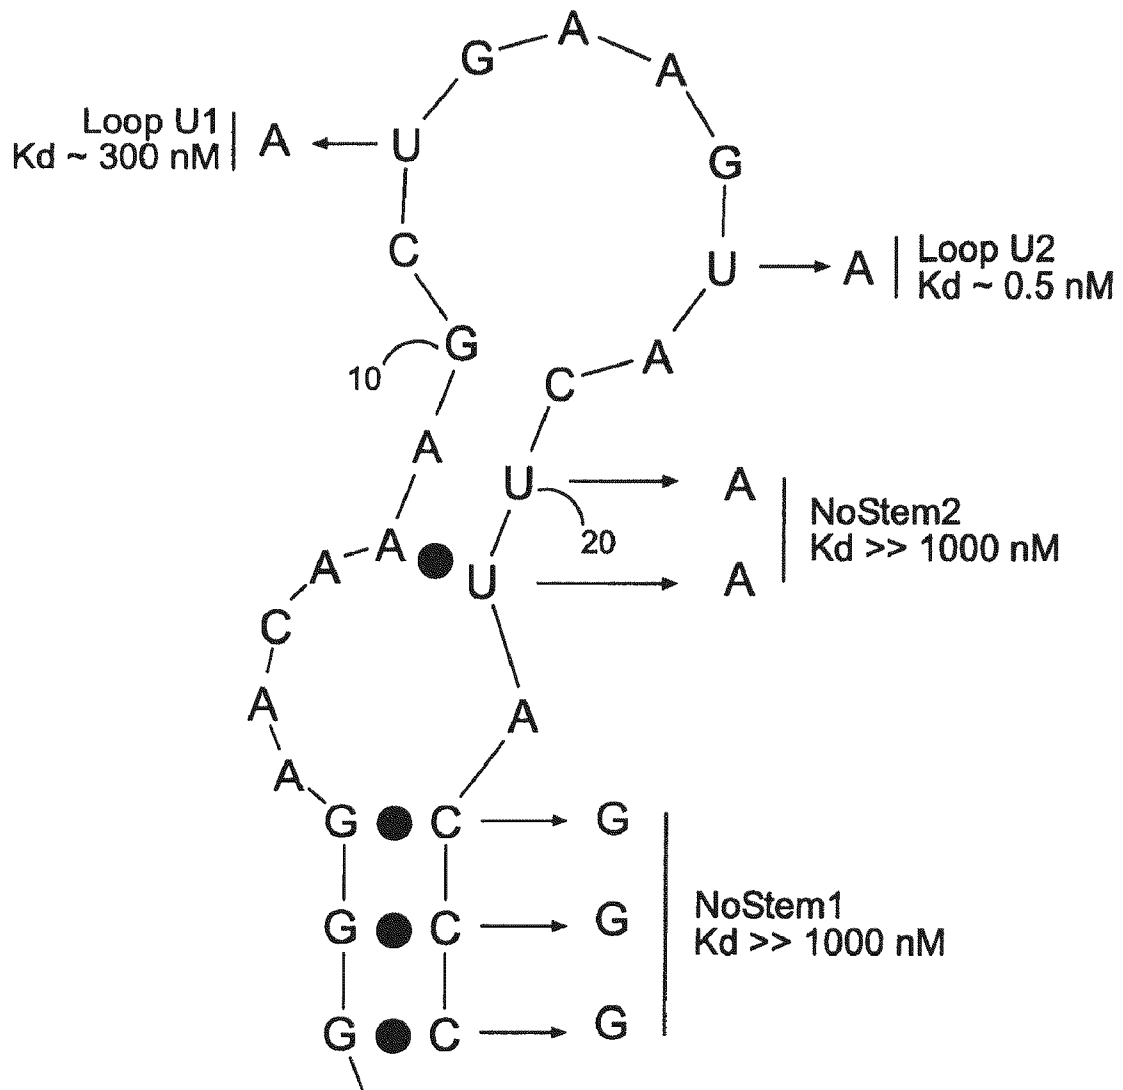 G A A
U G
C U
G A
10 C
A U
A A U
20
C A
A G C
G C
G C
Loop U1 A
Kd ~ 300 nM
A Loop U2
Kd ~ 0.5 nM
A NoStem2
A Kd >> 1000 nM
G
G NoStem1
G Kd >> 1000 nM